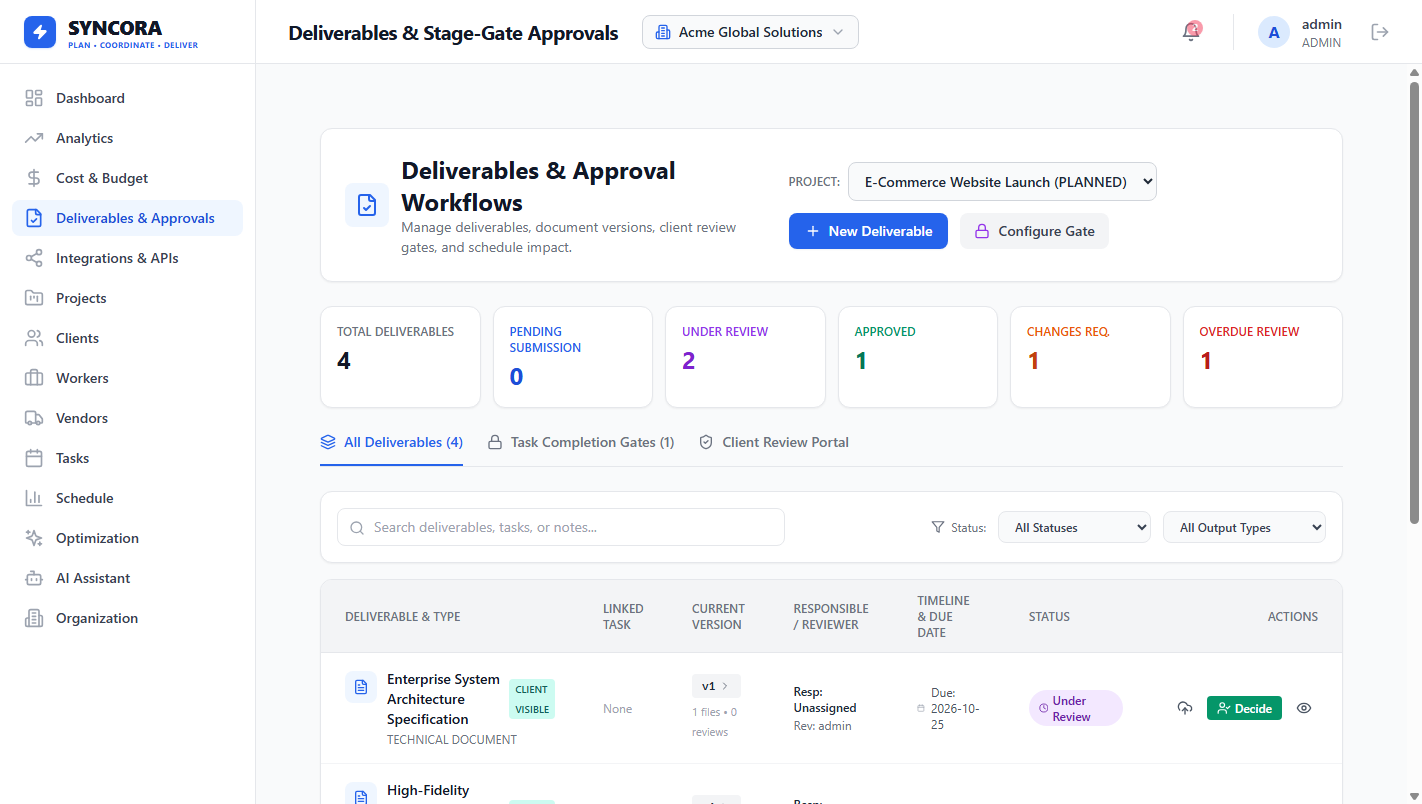 SYNCORA
PLAN • COORDINATE • DELIVER
Deliverables & Stage-Gate Approvals
Acme Global Solutions
A
admin
ADMIN
Dashboard
Analytics
Cost & Budget
Deliverables & Approvals
Integrations & APIs
Projects
Clients
Workers
Vendors
Tasks
Schedule
Optimization
AI Assistant
Organization
Deliverables & Approval
Workflows
Manage deliverables, document versions, client review
gates, and schedule impact.
PROJECT:
E-Commerce Website Launch (PLANNED)
New Deliverable
Configure Gate
TOTAL DELIVERABLES
4
PENDING
SUBMISSION
0
UNDER REVIEW
2
APPROVED
1
CHANGES REQ.
1
OVERDUE REVIEW
1
All Deliverables (4)
Task Completion Gates (1)
Client Review Portal
Search deliverables, tasks, or notes...
Status:
All Statuses
All Output Types
DELIVERABLE & TYPE
LINKED
TASK
CURRENT
VERSION
RESPONSIBLE
/ REVIEWER
TIMELINE
& DUE
DATE
STATUS
ACTIONS
Enterprise System
Architecture
Specification
TECHNICAL DOCUMENT
CLIENT
VISIBLE
None
v1
1 files • 0
reviews
Resp:
Unassigned
Rev: admin
Due:
2026-10-
25
Under
Review
Decide
High-Fidelity